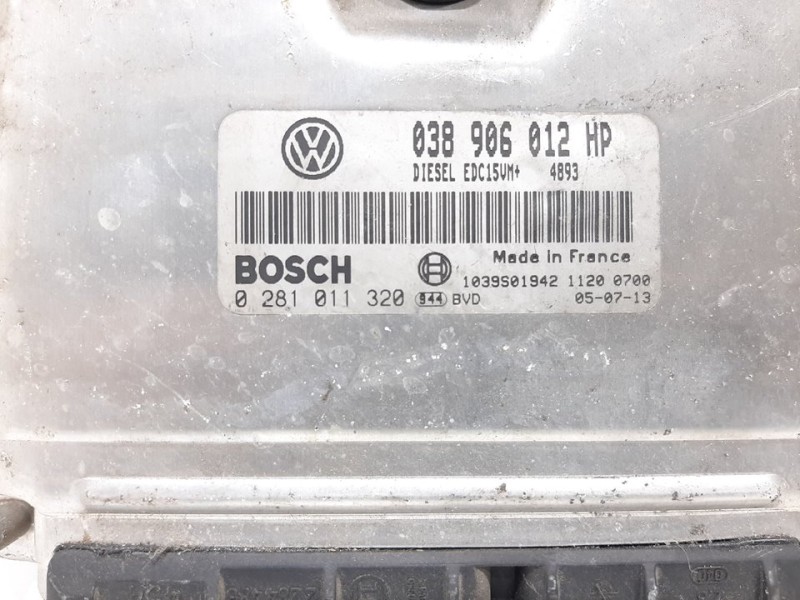 038 906 012 HP
DIESEL EDC15VM+ 4893
BOSCH
Made in France
1039S01942 1120 0700
0 281 011 320 944 BVD 05-07-13